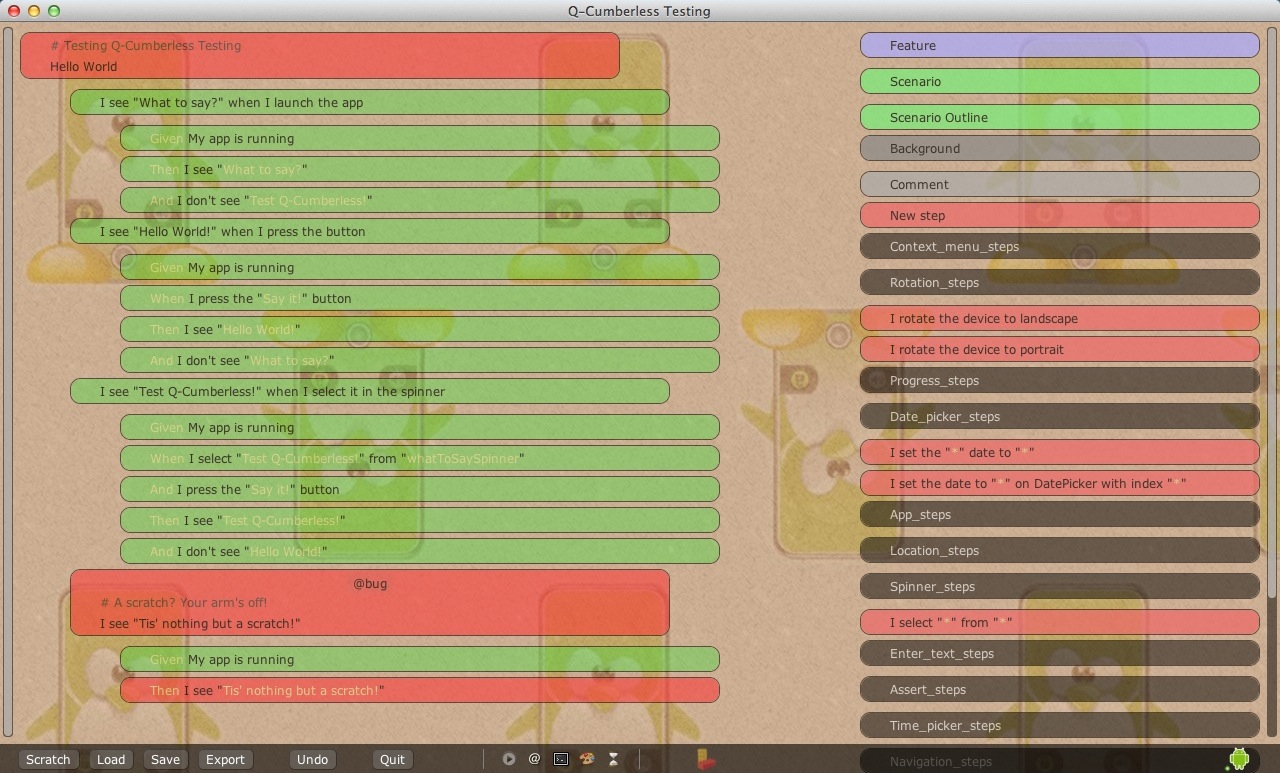 Q-Cumberless Testing
# Testing Q-Cumberless Testing
Hello World
I see "What to say?" when I launch the app
Given My app is running
Then I see "What to say?"
And I don't see "Test Q-Cumberless!"
I see "Hello World!" when I press the button
Given My app is running
When I press the "Say it!" button
Then I see "Hello World!"
And I don't see "What to say?"
I see "Test Q-Cumberless!" when I select it in the spinner
Given My app is running
When I select "Test Q-Cumberless!" from "whatToSaySpinner"
And I press the "Say it!" button
Then I see "Test Q-Cumberless!"
And I don't see "Hello World!"
@bug
# A scratch? Your arm's off!
I see "Tis' nothing but a scratch!"
Given My app is running
Then I see "Tis' nothing but a scratch!"
Feature
Scenario
Scenario Outline
Background
Comment
New step
Context_menu_steps
Rotation_steps
I rotate the device to landscape
I rotate the device to portrait
Progress_steps
Date_picker_steps
I set the "*" date to "*"
I set the date to "*" on DatePicker with index "*"
App_steps
Location_steps
Spinner_steps
I select "*" from "*"
Enter_text_steps
Assert_steps
Time_picker_steps
Navigation_steps
Scratch Load Save Export Undo Quit @